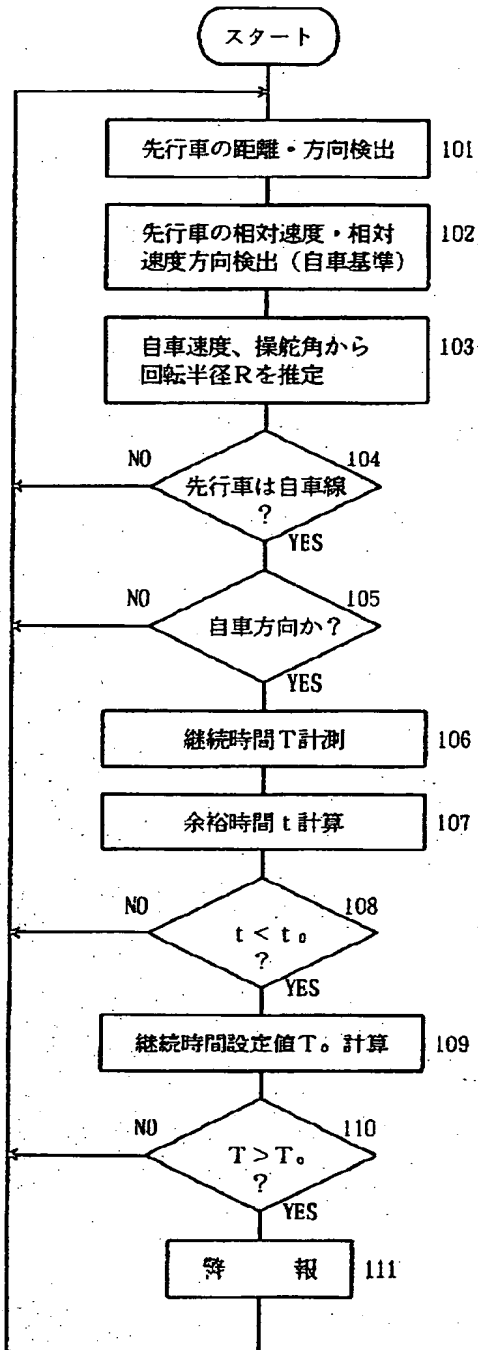 スタート
先行車の距離・方向検出 101
先行車の相対速度・相対
速度方向検出(自車基準) 102
自車速度、操舵角から
回転半径Rを推定 103
NO 104
先行車は自車線
?
YES
NO 105
自車方向か?
YES
継続時間T計測 106
余裕時間t計算 107
NO 108
t<t₀
?
YES
継続時間設定値T₀計算 109
NO 110
T>T₀
?
YES
警 報 111